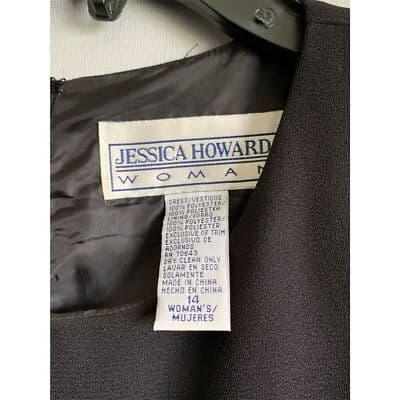 JESSICA HOWARD
WOMAN
DRESS/VESTIDOS
100% POLYESTER/
100% POLIESTER
LINING/FORRO
100% POLYESTER/
100% POLIESTER
EXCLUSIVE OF TRIM
EXCLUSIVO DE
ADORNOS
RN 70643
DRY CLEAN ONLY
LAVAR EN SECO
SOLAMENTE
MADE IN CHINA
HECHO EN CHINA
14
WOMAN'S/
MUJERES